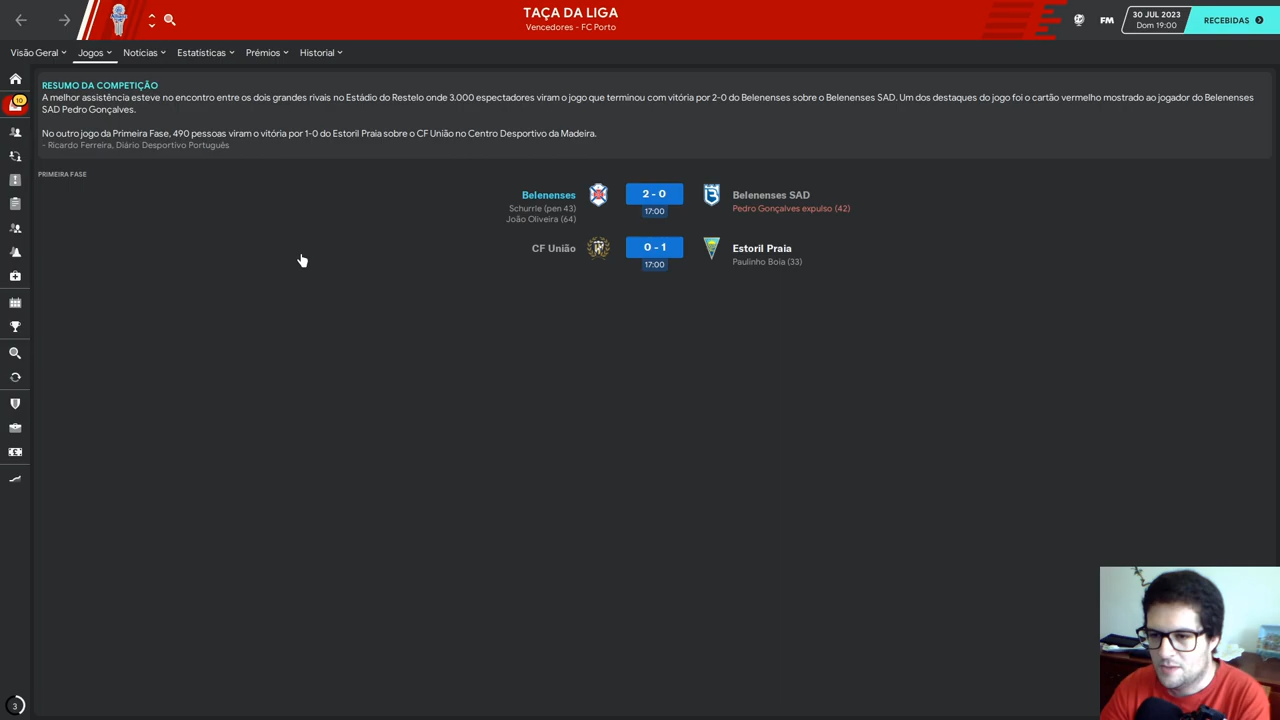 TAÇA DA LIGA
Vencedores - FC Porto
FM
30 JUL 2023
Dom 19:00
RECEBIDAS
Visão Geral
Jogos
Notícias
Estatísticas
Prémios
Historial
10
RESUMO DA COMPETIÇÃO
A melhor assistência esteve no encontro entre os dois grandes rivais no Estádio do Restelo onde 3.000 espectadores viram o jogo que terminou com vitória por 2-0 do Belenenses sobre o Belenenses SAD. Um dos destaques do jogo foi o cartão vermelho mostrado ao jogador do Belenenses
SAD Pedro Gonçalves.
No outro jogo da Primeira Fase, 490 pessoas viram o vitória por 1-0 do Estoril Praia sobre o CF União no Centro Desportivo da Madeira.
- Ricardo Ferreira, Diário Desportivo Português
PRIMEIRA FASE
Belenenses
2 - 0
Belenenses SAD
Schurrle (pen 43)
17:00
Pedro Gonçalves expulso (42)
João Oliveira (64)
CF União
0 - 1
Estoril Praia
17:00
Paulinho Boia (33)
3